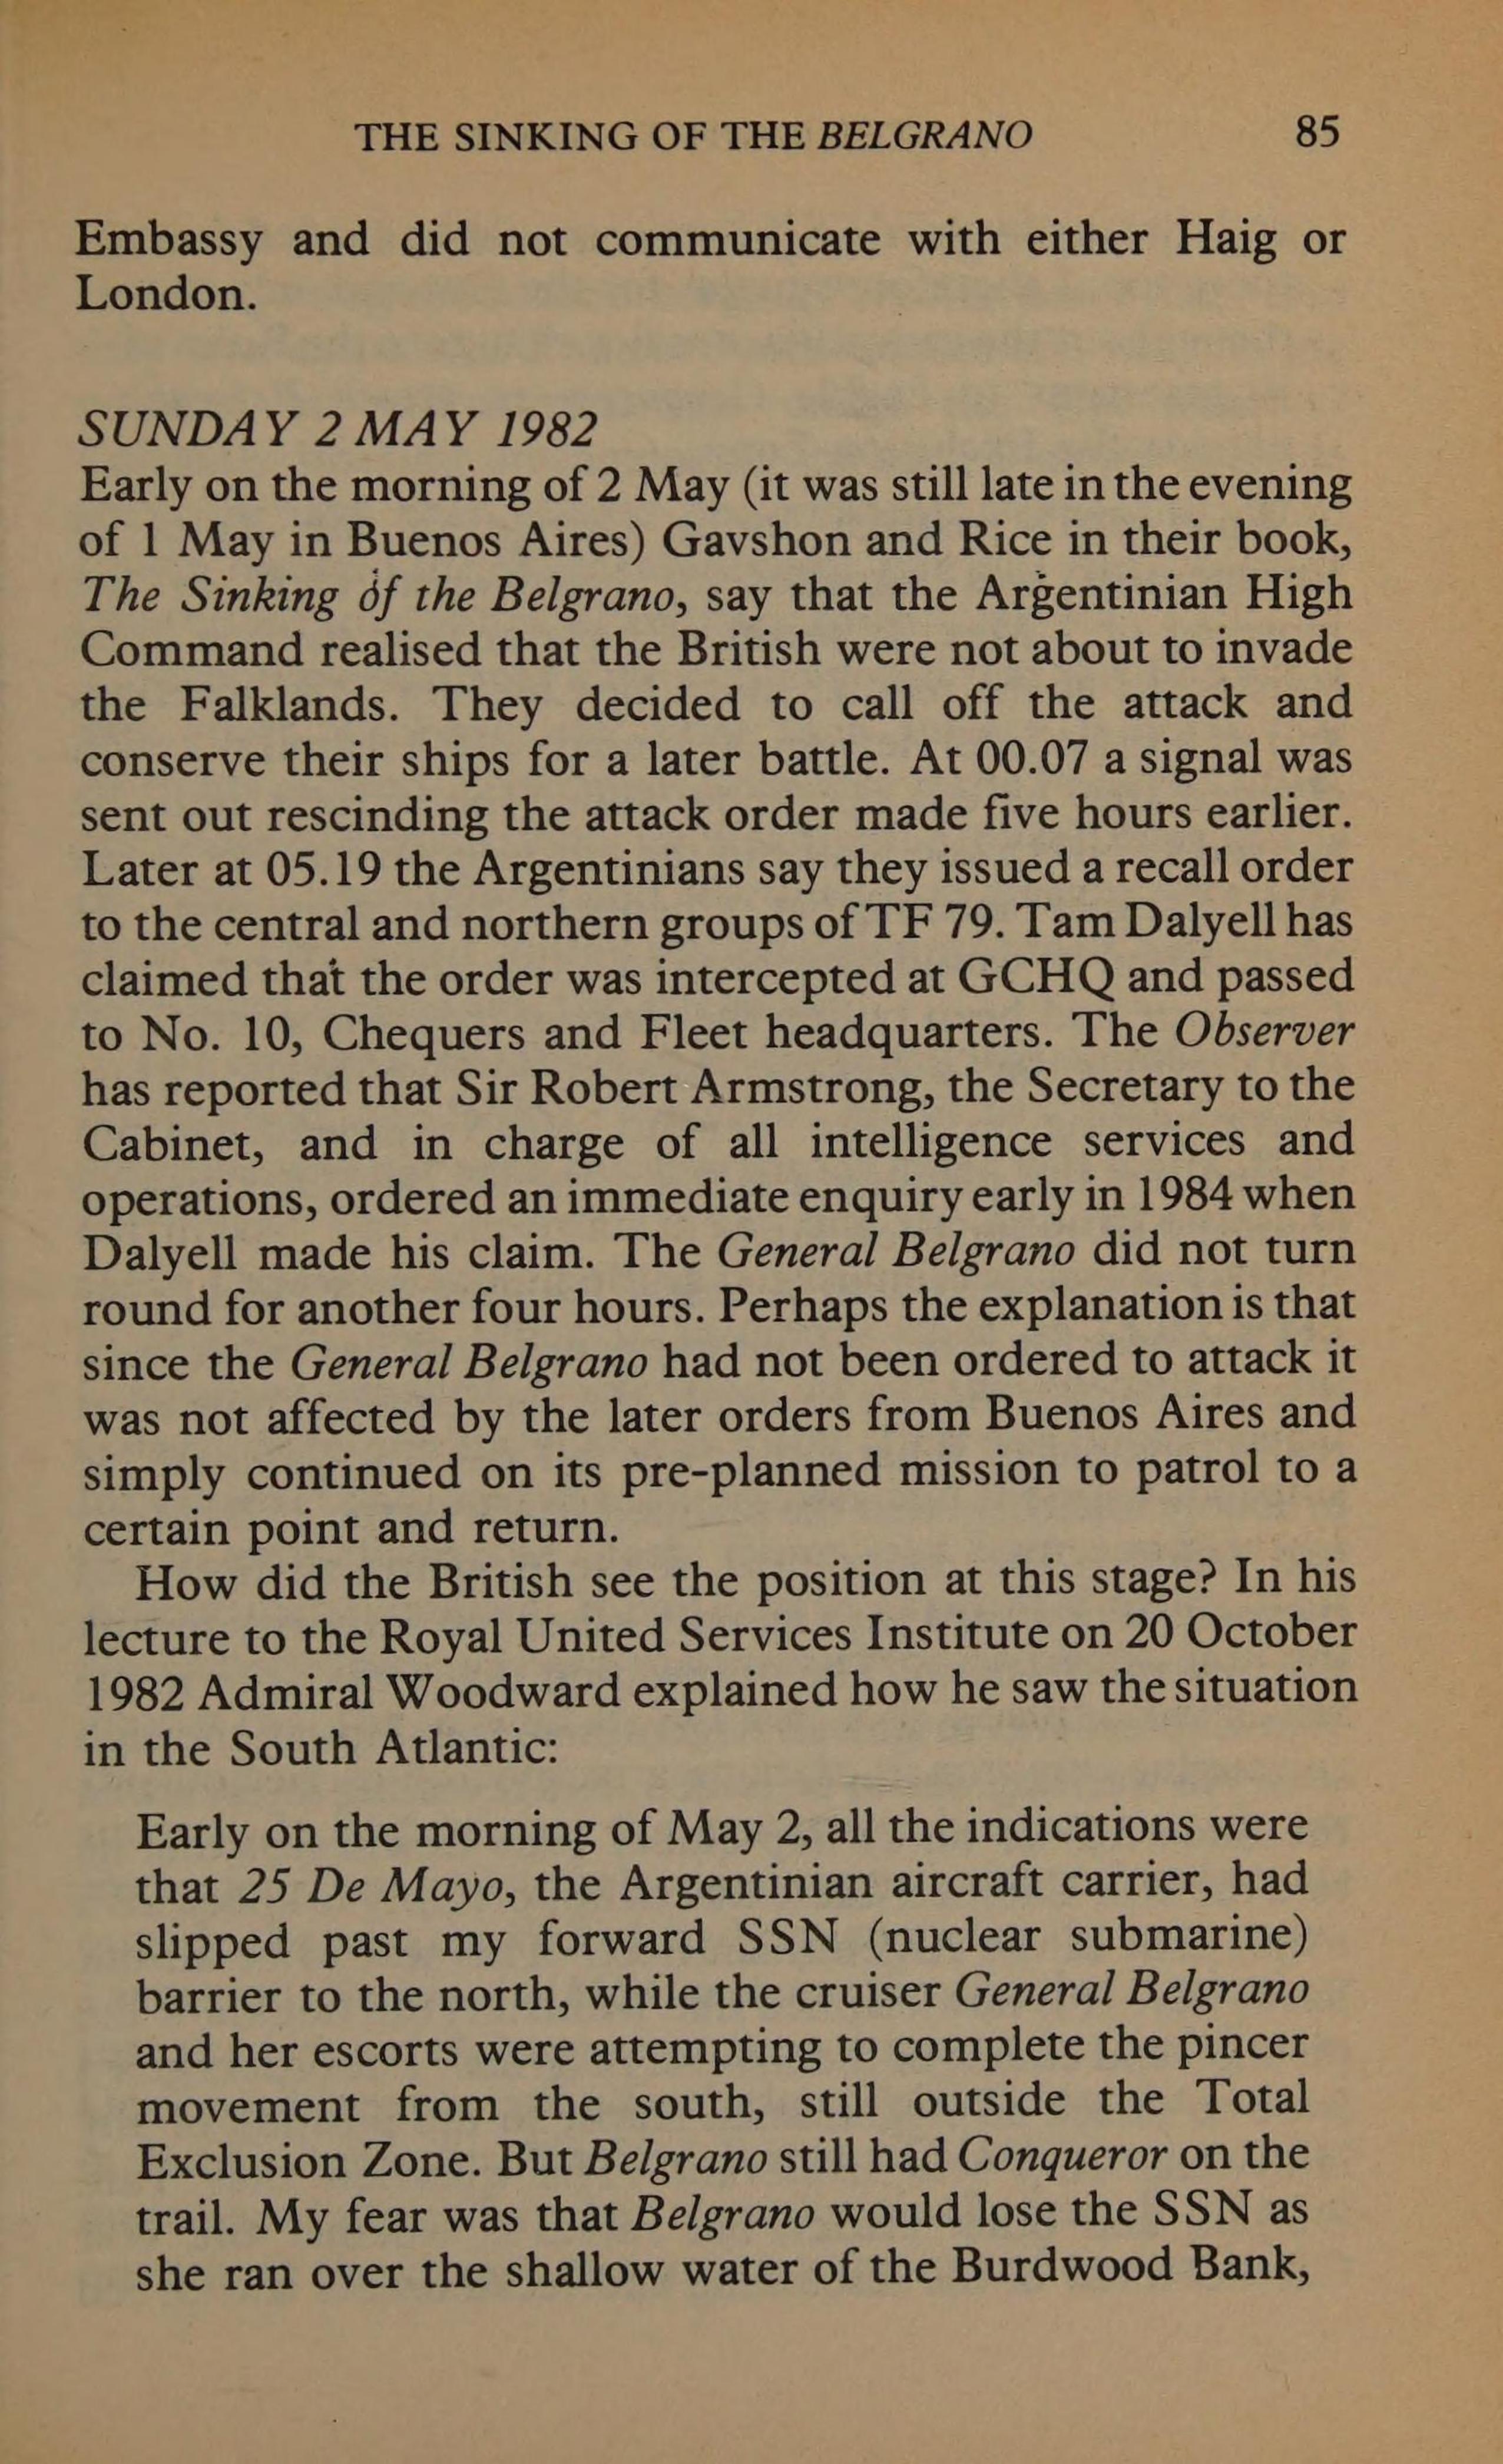 THE SINKING OF THE BELGRANO 85
Embassy and did not communicate with either Haig or
London.
SUNDAY 2 MAY 1982
Early on the morning of 2 May (it was still late in the evening
of 1 May in Buenos Aires) Gavshon and Rice in their book,
The Sinking of the Belgrano, say that the Argentinian High
Command realised that the British were not about to invade
the Falklands. They decided to call off the attack and
conserve their ships for a later battle. At 00.07 a signal was
sent out rescinding the attack order made five hours earlier.
Later at 05.19 the Argentinians say they issued a recall order
to the central and northern groups of TF 79. Tam Dalyell has
claimed that the order was intercepted at GCHQ and passed
to No. 10, Chequers and Fleet headquarters. The Observer
has reported that Sir Robert Armstrong, the Secretary to the
Cabinet, and in charge of all intelligence services and
operations, ordered an immediate enquiry early in 1984 when
Dalyell made his claim. The General Belgrano did not turn
round for another four hours. Perhaps the explanation is that
since the General Belgrano had not been ordered to attack it
was not affected by the later orders from Buenos Aires and
simply continued on its pre-planned mission to patrol to a
certain point and return.
How did the British see the position at this stage? In his
lecture to the Royal United Services Institute on 20 October
1982 Admiral Woodward explained how he saw the situation
in the South Atlantic:
Early on the morning of May 2, all the indications were
that 25 De Mayo, the Argentinian aircraft carrier, had
slipped past my forward SSN (nuclear submarine)
barrier to the north, while the cruiser General Belgrano
and her escorts were attempting to complete the pincer
movement from the south, still outside the Total
Exclusion Zone. But Belgrano still had Conqueror on the
trail. My fear was that Belgrano would lose the SSN as
she ran over the shallow water of the Burdwood Bank,